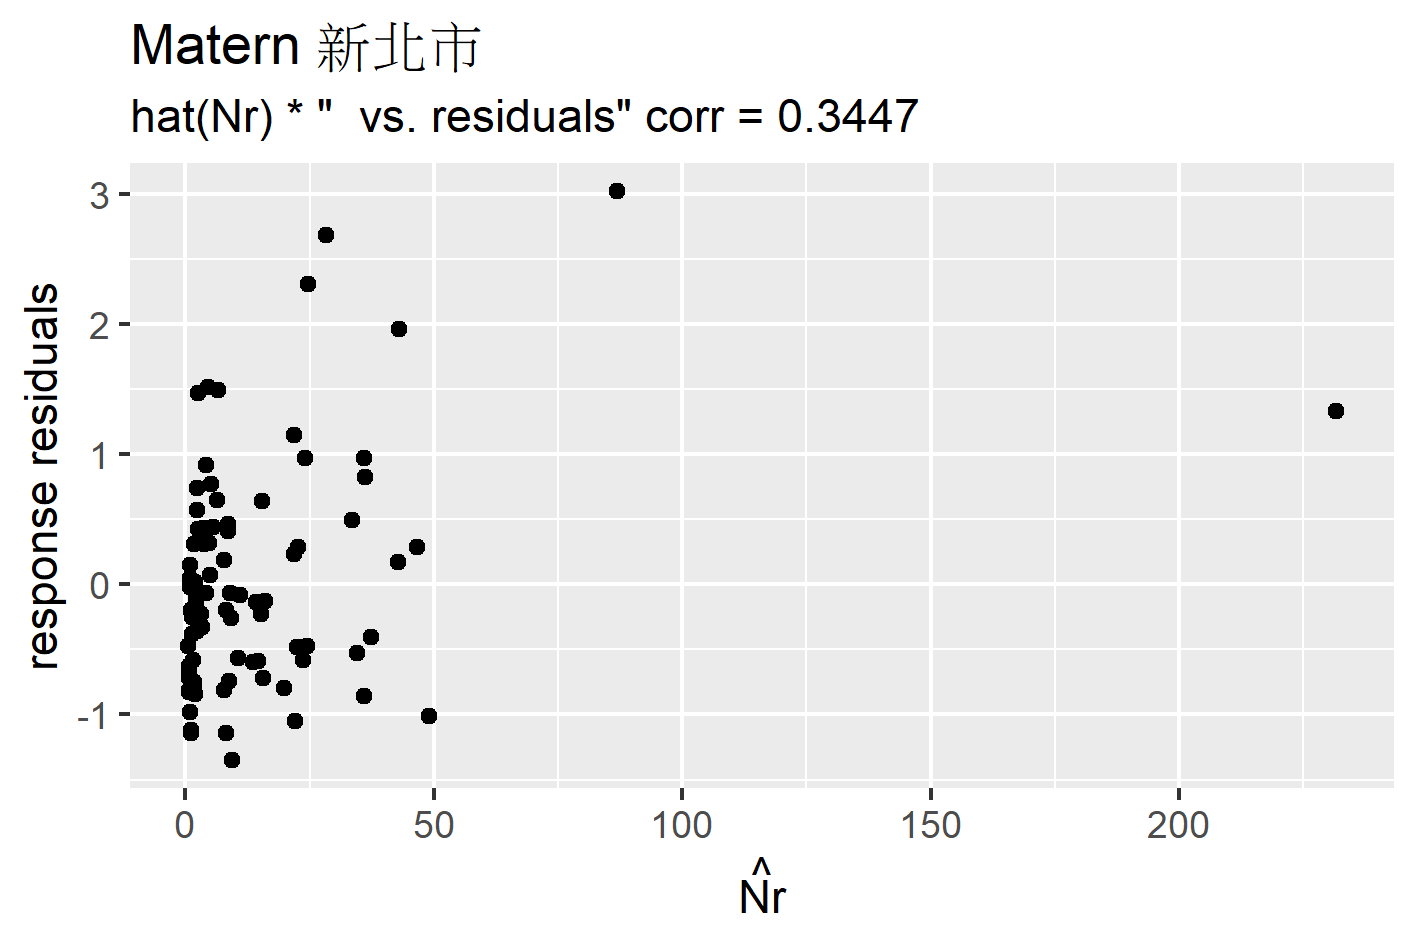 Matern 新北市
hat(Nr) * "  vs. residuals" corr = 0.3447
response residuals
3
2
1
0
-1
0 50 100 150 200
N̂r